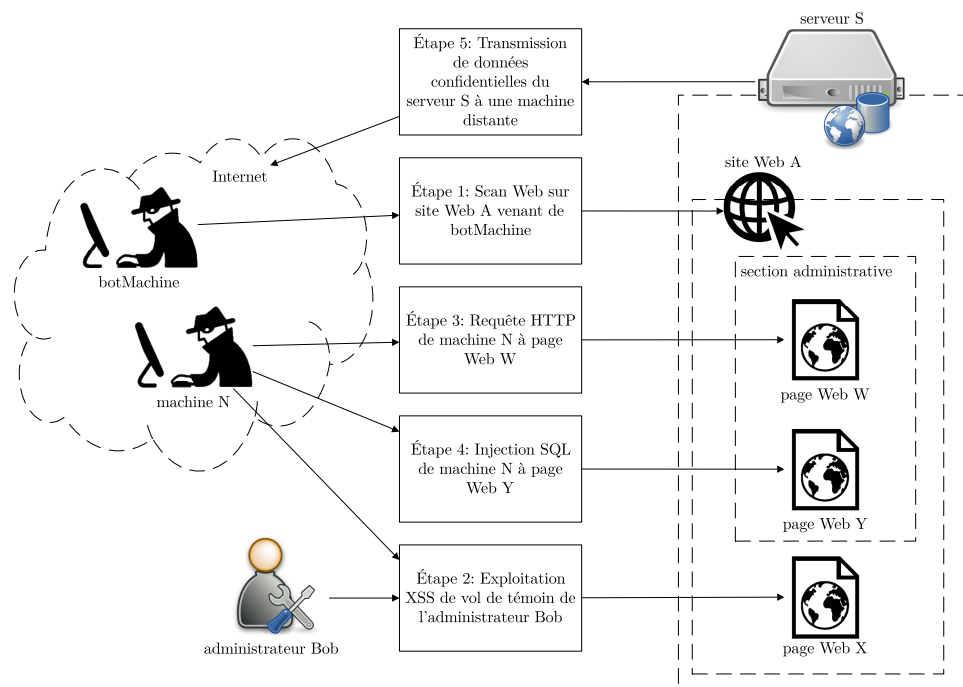 serveur S
Étape 5: Transmission
de données
confidentielles du
serveur S à une machine
distante
Internet
site Web A
Étape 1: Scan Web sur
site Web A venant de
botMachine
botMachine
section administrative
Étape 3: Requête HTTP
de machine N à page
Web W
page Web W
machine N
Étape 4: Injection SQL
de machine N à page
Web Y
page Web Y
Étape 2: Exploitation
XSS de vol de témoin de
l'administrateur Bob
administrateur Bob
page Web X